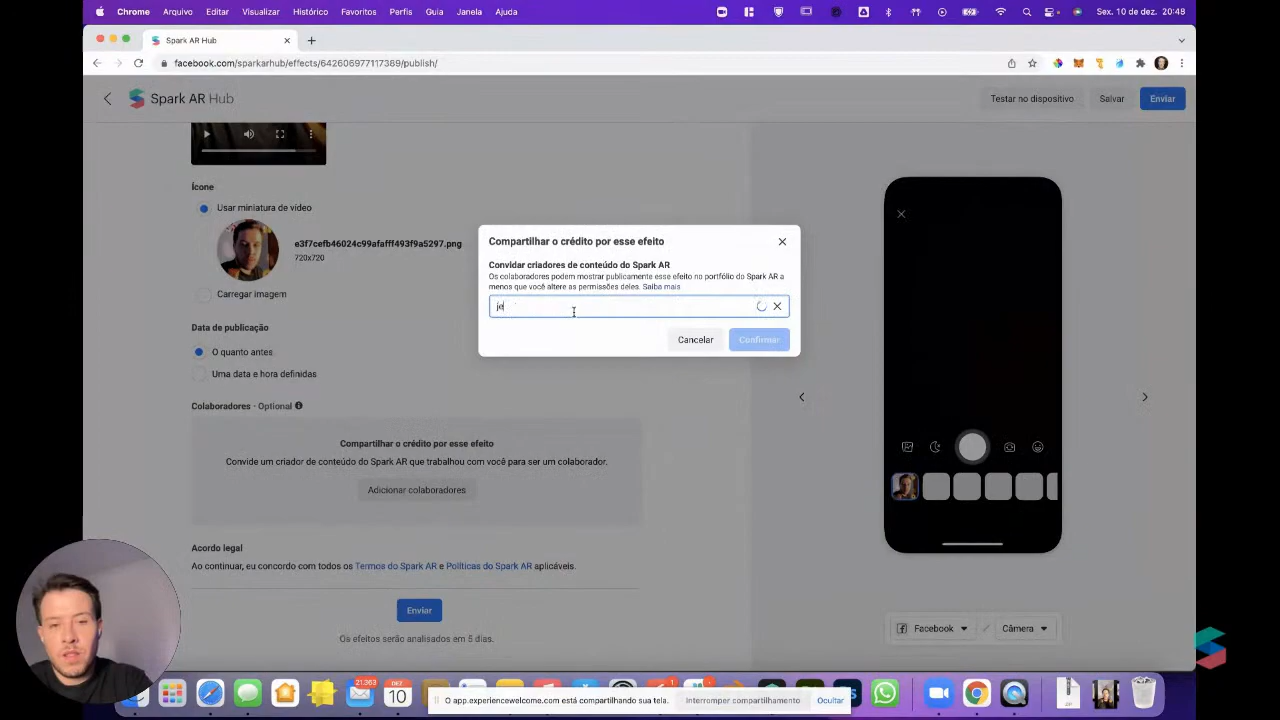 Chrome Arquivo Editar Visualizar Histórico Favoritos Perfis Guia Janela Ajuda Sex. 10 de dez. 20:48
Spark AR Hub
facebook.com/sparkarhub/effects/642606977117389/publish/
Spark AR Hub Testar no dispositivo Salvar Enviar
Ícone
Usar miniatura de vídeo
e3f7cefb46024c99afafff493f9a5297.png
720x720
Carregar imagem
Data de publicação
O quanto antes
Uma data e hora definidas
Colaboradores - Optional
Compartilhar o crédito por esse efeito
Convide um criador de conteúdo do Spark AR que trabalhou com você para ser um colaborador.
Adicionar colaboradores
Acordo legal
Ao continuar, eu concordo com todos os Termos do Spark AR e Políticas do Spark AR aplicáveis.
Enviar
Os efeitos serão analisados em 5 dias.
Compartilhar o crédito por esse efeito
Convidar criadores de conteúdo do Spark AR
Os colaboradores podem mostrar publicamente esse efeito no portfólio do Spark AR a
menos que você altere as permissões deles. Saiba mais
je
Cancelar Confirmar
Facebook Câmera
21.363
DEZ
10
O app.experiencewelcome.com está compartilhando sua tela. Interromper compartilhamento Ocultar
ZIP